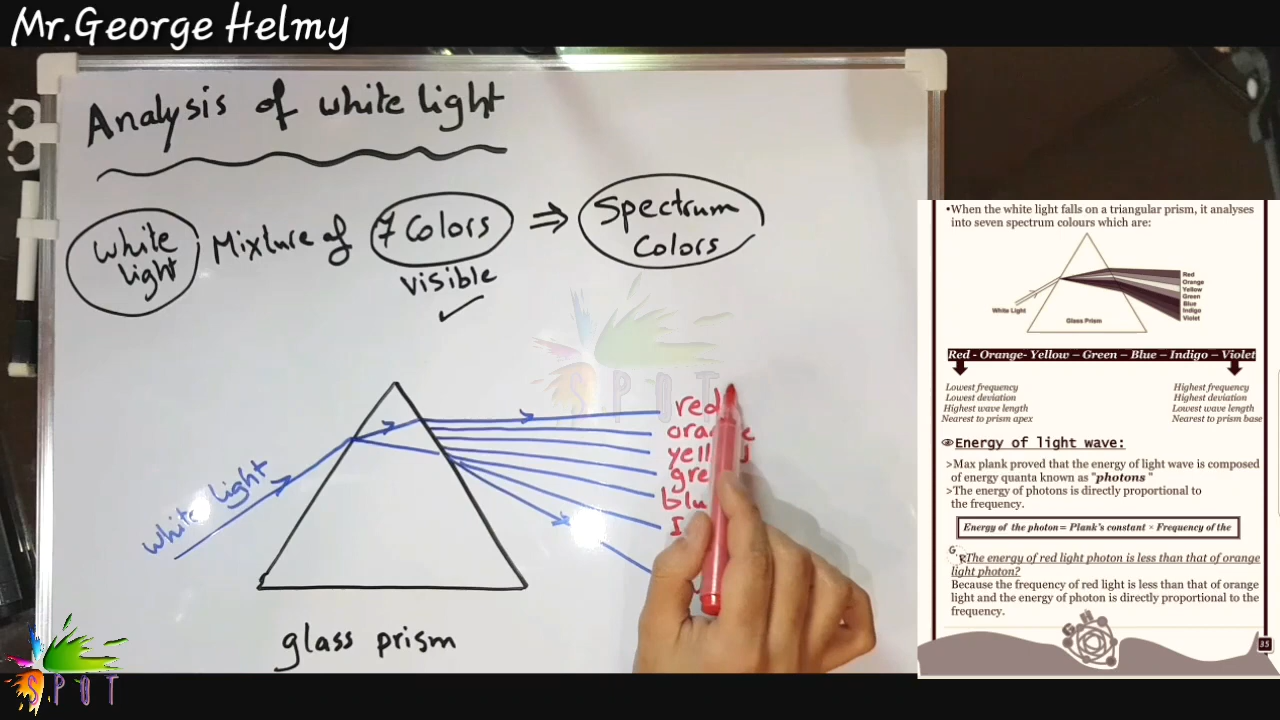 Mr.George Helmy
Analysis of white light
white light Mixture of 7 Colors ⇒ Spectrum Colors
visible
white light
red
orange
yell
gre
blu
I
glass prism
SPOT
SPOT
•When the white light falls on a triangular prism, it analyses
into seven spectrum colours which are:
Red
Orange
Yellow
Green
Blue
Indigo
Violet
White Light
Glass Prism
Red - Orange- Yellow – Green – Blue – Indigo – Violet
Lowest frequency
Lowest deviation
Highest wave length
Nearest to prism apex
Highest frequency
Highest deviation
Lowest wave length
Nearest to prism base
Energy of light wave:
>Max plank proved that the energy of light wave is composed
of energy quanta known as "photons "
>The energy of photons is directly proportional to
the frequency.
Energy of the photon = Plank's constant × Frequency of the
G.R The energy of red light photon is less than that of orange
light photon?
Because the frequency of red light is less than that of orange
light and the energy of photon is directly proportional to the
frequency.
35